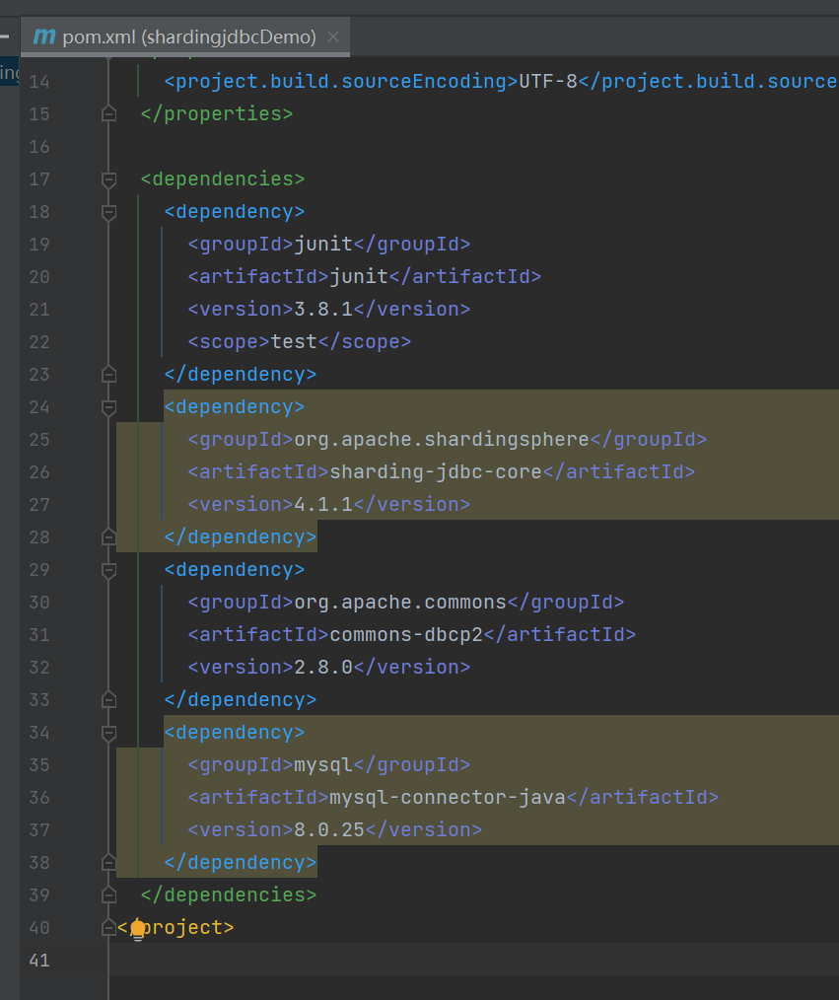 m pom.xml (shardingjdbcDemo) ×
ing
14 <project.build.sourceEncoding>UTF-8</project.build.source
15 </properties>
16
17 <dependencies>
18 <dependency>
19 <groupId>junit</groupId>
20 <artifactId>junit</artifactId>
21 <version>3.8.1</version>
22 <scope>test</scope>
23 </dependency>
24 <dependency>
25 <groupId>org.apache.shardingsphere</groupId>
26 <artifactId>sharding-jdbc-core</artifactId>
27 <version>4.1.1</version>
28 </dependency>
29 <dependency>
30 <groupId>org.apache.commons</groupId>
31 <artifactId>commons-dbcp2</artifactId>
32 <version>2.8.0</version>
33 </dependency>
34 <dependency>
35 <groupId>mysql</groupId>
36 <artifactId>mysql-connector-java</artifactId>
37 <version>8.0.25</version>
38 </dependency>
39 </dependencies>
40 </project>
41